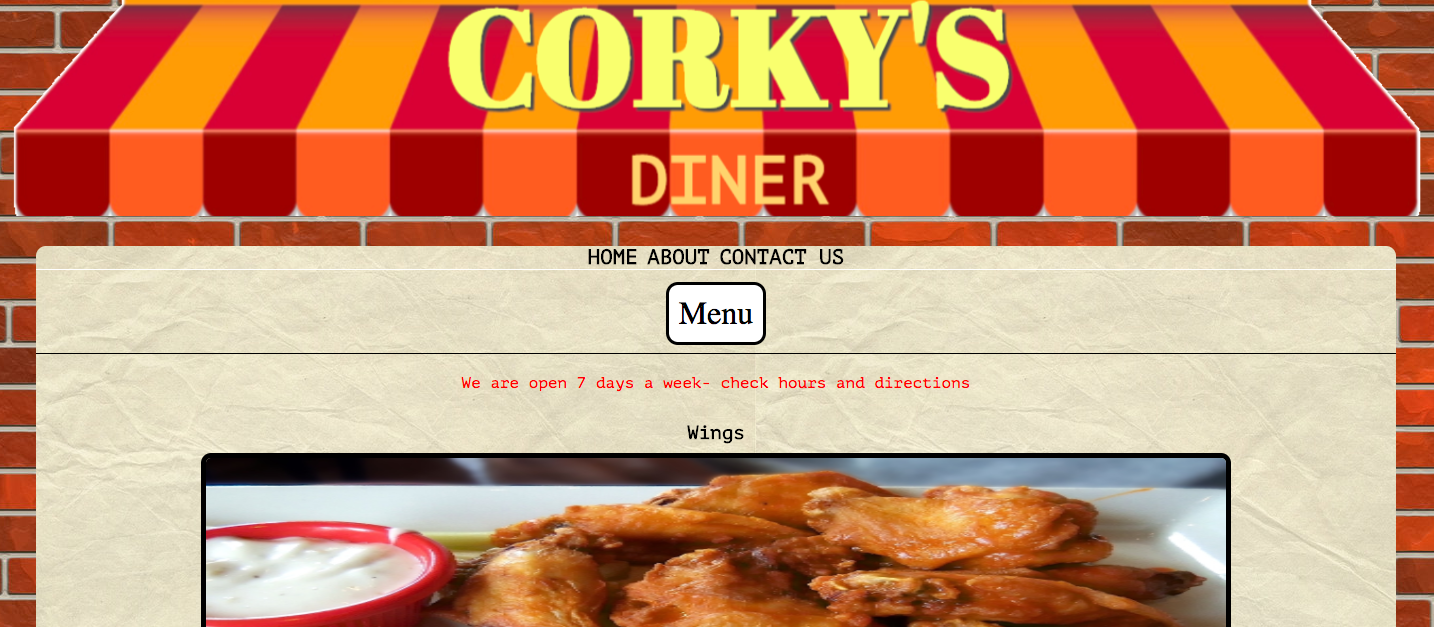 CORKY'S
DINER
HOME ABOUT CONTACT US
Menu
We are open 7 days a week- check hours and directions
Wings